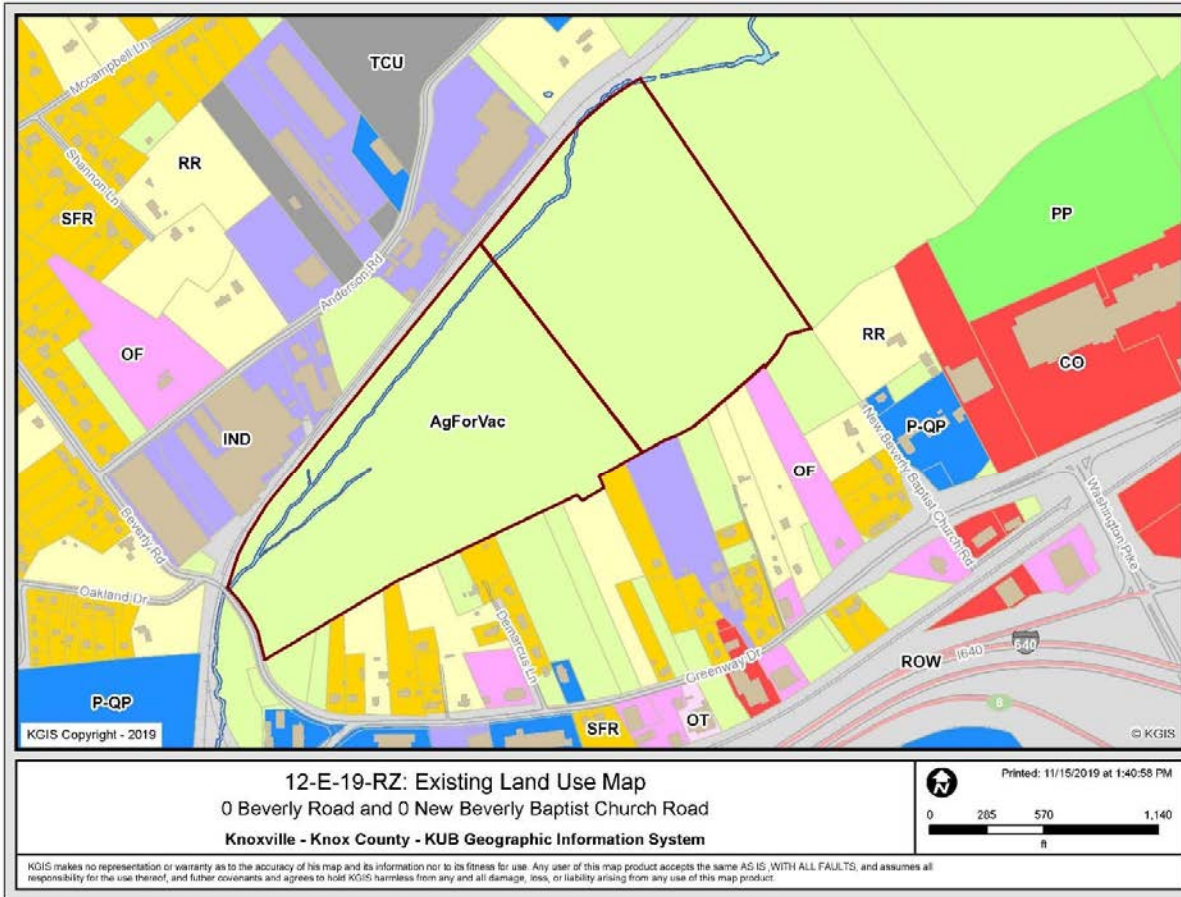 Mccampbell Ln
TCU
Shannon Ln
RR
SFR
PP
Anderson Rd
OF
RR
CO
AgForVac
IND
P-QP
New Beverly Baptist Church Rd
OF
Washington Pike
Beverly Rd
Oakland Dr
Demarcus Ln
Greenway Dr
ROW
I640
640
P-QP
8
OT
SFR
KGIS Copyright - 2019
© KGIS
12-E-19-RZ: Existing Land Use Map
0 Beverly Road and 0 New Beverly Baptist Church Road
Knoxville - Knox County - KUB Geographic Information System
N
Printed: 11/15/2019 at 1:40:58 PM
0 285 570 1,140
ft
KGIS makes no representation or warranty as to the accuracy of his map and its information nor to its fitness for use. Any user of this map product accepts the same AS IS ,WITH ALL FAULTS, and assumes all
responsibility for the use thereof, and futher covenants and agrees to hold KGIS harmless from any and all damage, loss, or liability arising from any use of this map product.